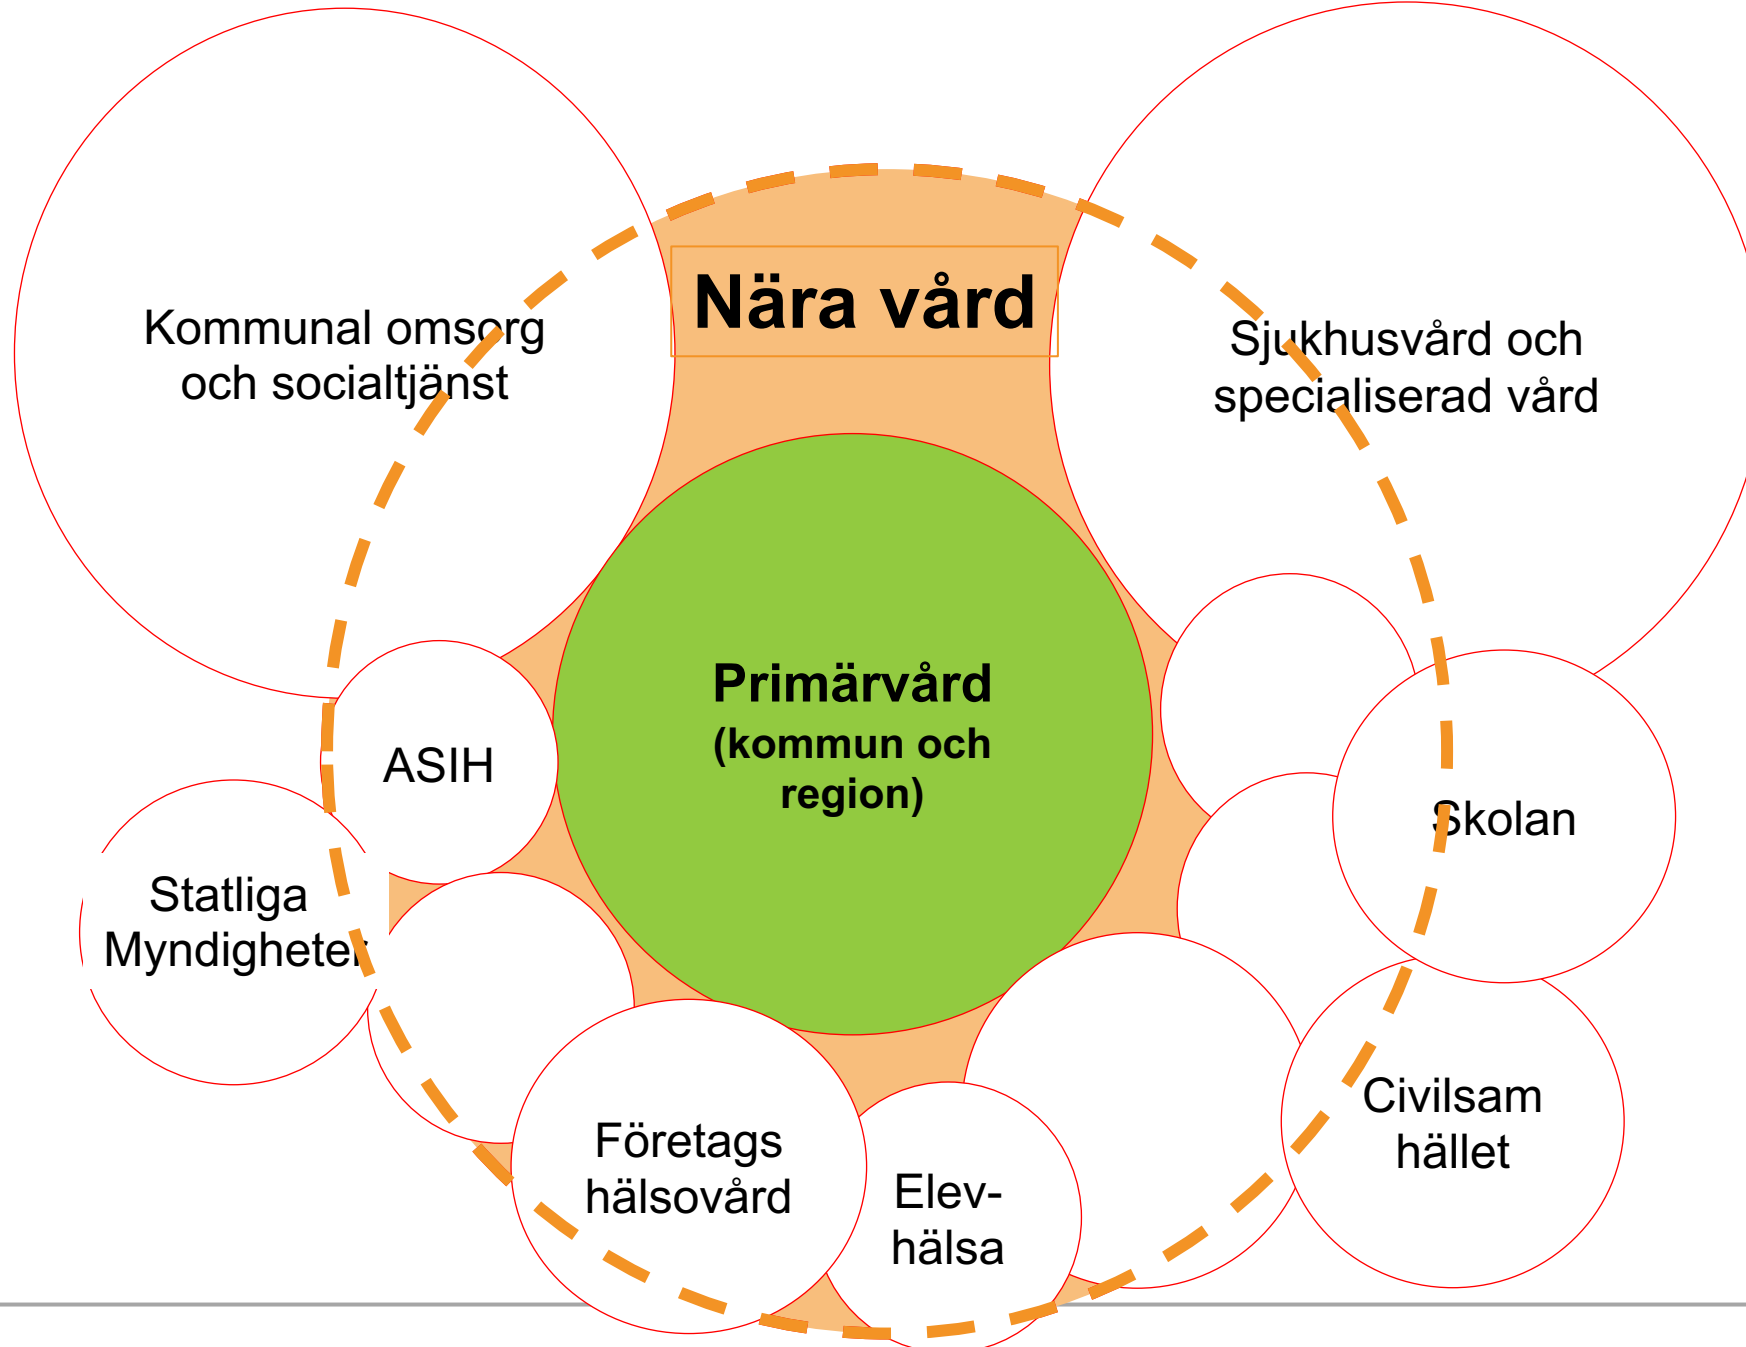 Nära vård
Kommunal omsorg
och socialtjänst
Sjukhusvård och
specialiserad vård
Primärvård
(kommun och
region)
ASIH
Skolan
Statliga
Myndigheter
Civilsam
hället
Företags
hälsovård
Elev-
hälsa